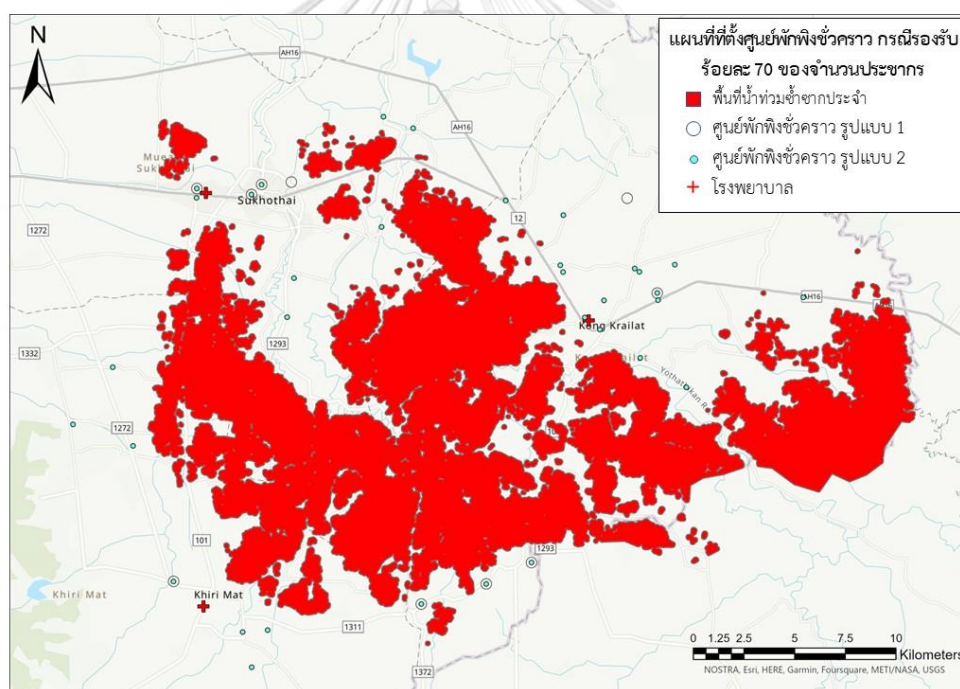 N
แผนที่ที่ตั้งศูนย์พักพิงชั่วคราว กรณีรองรับ
ร้อยละ 70 ของจำนวนประชากร
พื้นที่น้ำท่วมซ้ำซากประจำ
ศูนย์พักพิงชั่วคราว รูปแบบ 1
ศูนย์พักพิงชั่วคราว รูปแบบ 2
โรงพยาบาล
AH16
AH16
Sukhothai
12
1272
1293
AH16
Kong Krailat
1332
1272
101
1293
Khiri Mat
Khiri Mat
1311
1372
0 1.25 2.5 5 7.5 10
Kilometers
NOSTRA, Esri, HERE, Garmin, Foursquare, METI/NASA, USGS